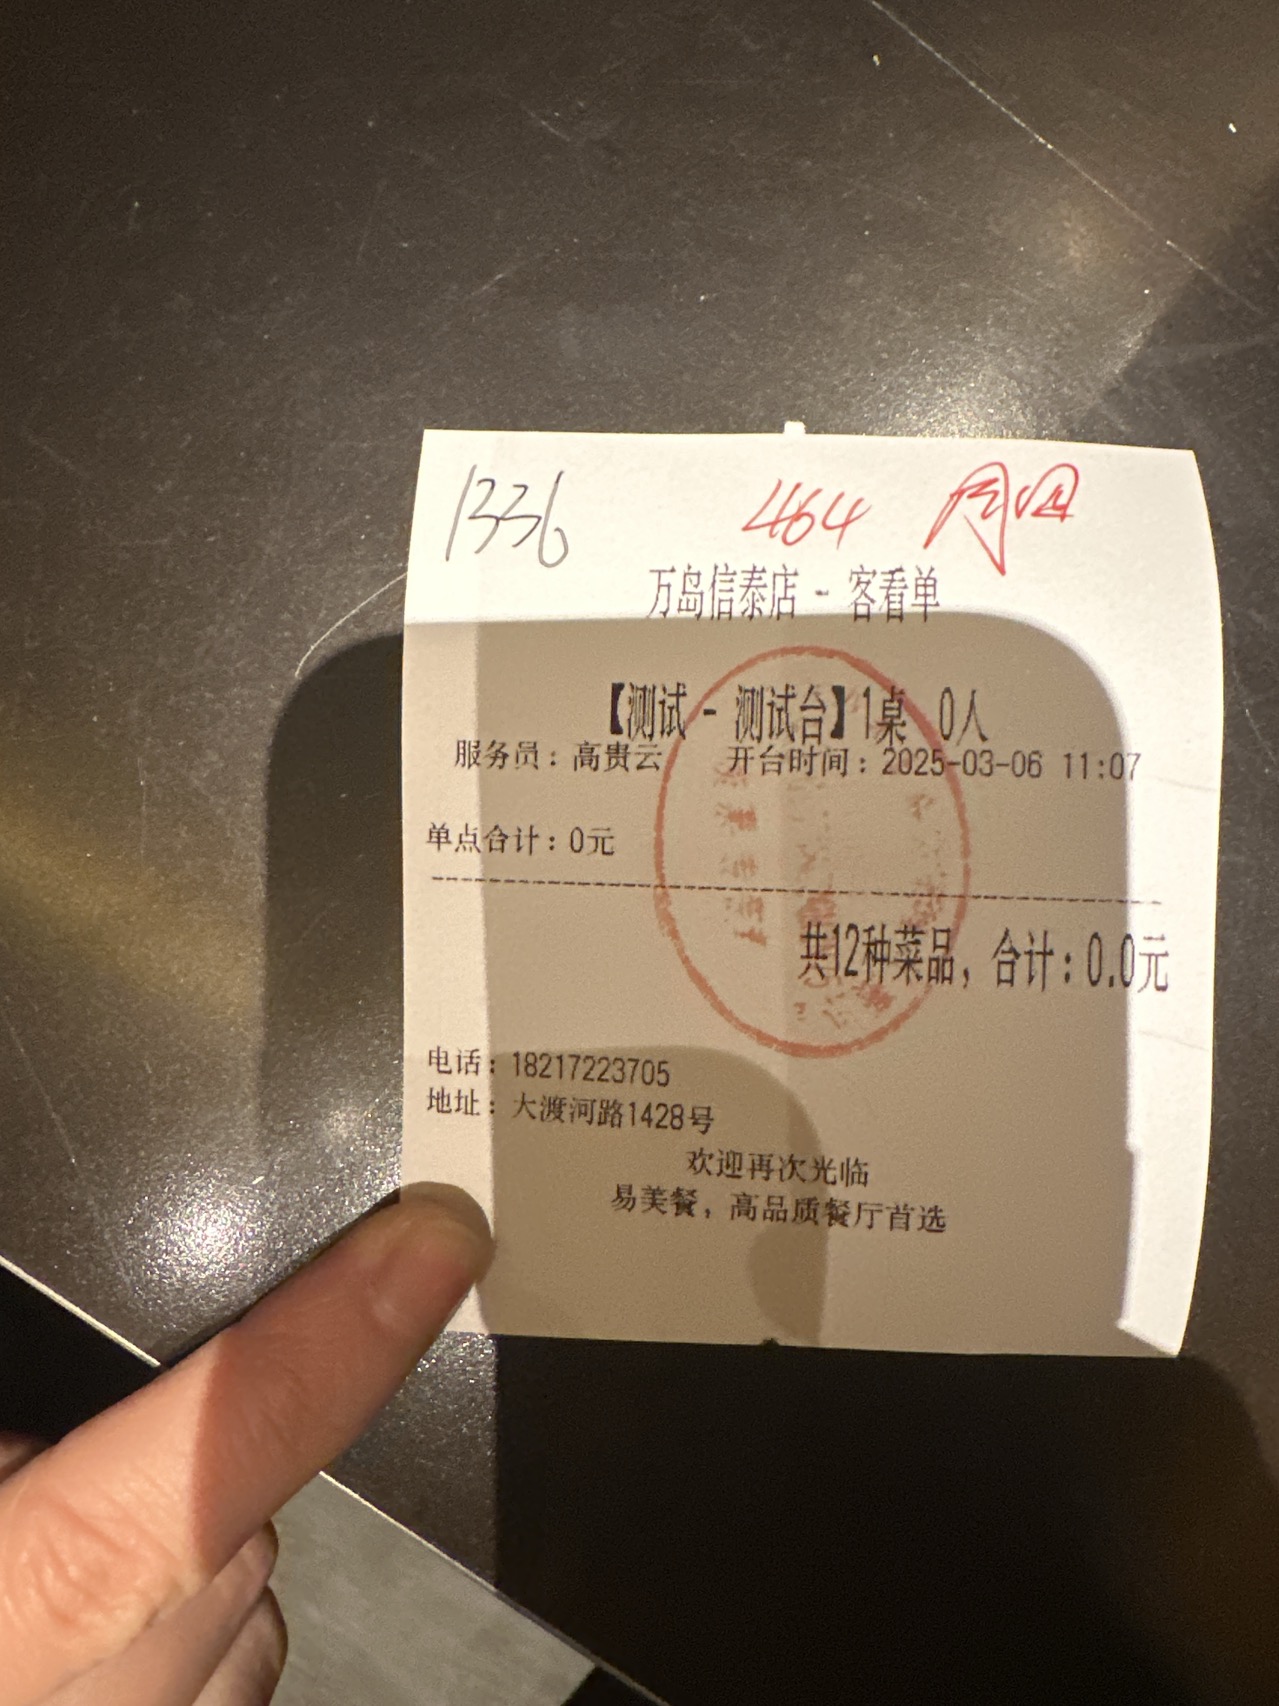 1336 464
万岛信泰店 - 客看单
【测试 - 测试台】1桌 0人
服务员：高贵云 开台时间：2025-03-06 11:07
单点合计：0元
共12种菜品，合计：0.0元
电话：18217223705
地址：大渡河路1428号
欢迎再次光临
易美餐，高品质餐厅首选